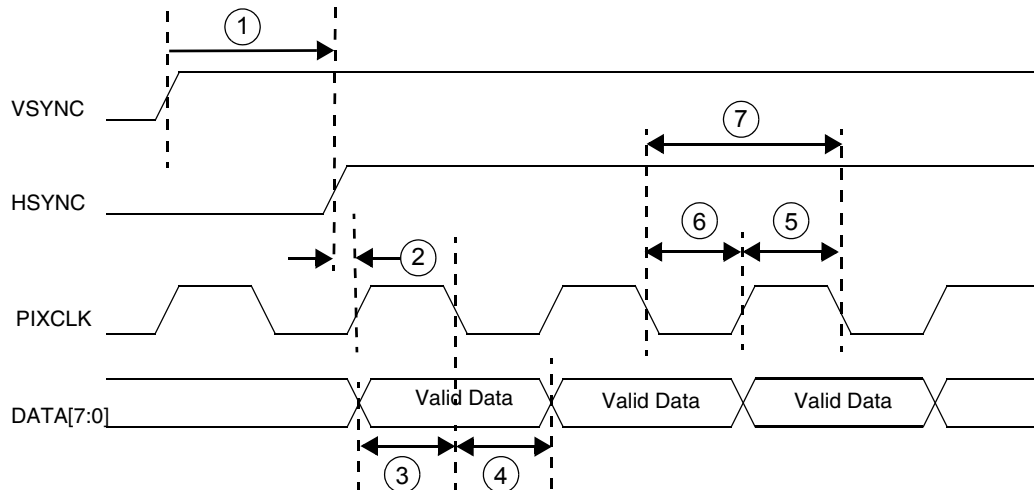 1
VSYNC
7
HSYNC
6
5
2
PIXCLK
Valid Data
Valid Data
Valid Data
DATA[7:0]
3
4